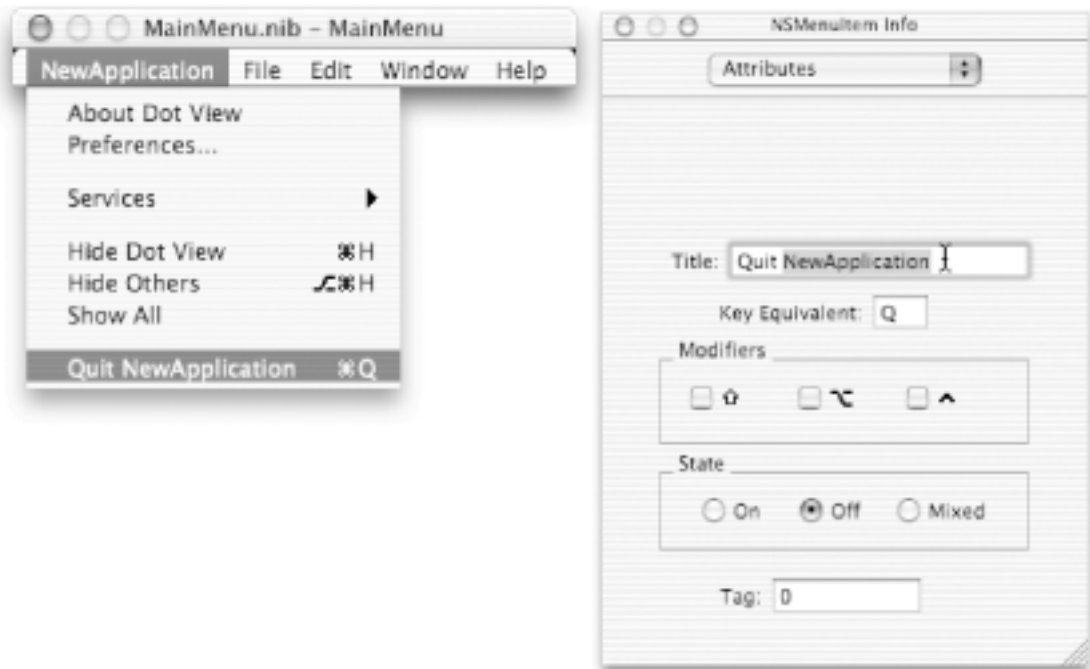 MainMenu.nib – MainMenu
NewApplication File Edit Window Help
About Dot View
Preferences...
Services
Hide Dot View ⌘H
Hide Others ⌥⌘H
Show All
Quit NewApplication ⌘Q
NSMenuItem Info
Attributes
Title: Quit NewApplication
Key Equivalent: Q
Modifiers
⇧ ⌥ ^
State
On Off Mixed
Tag: 0